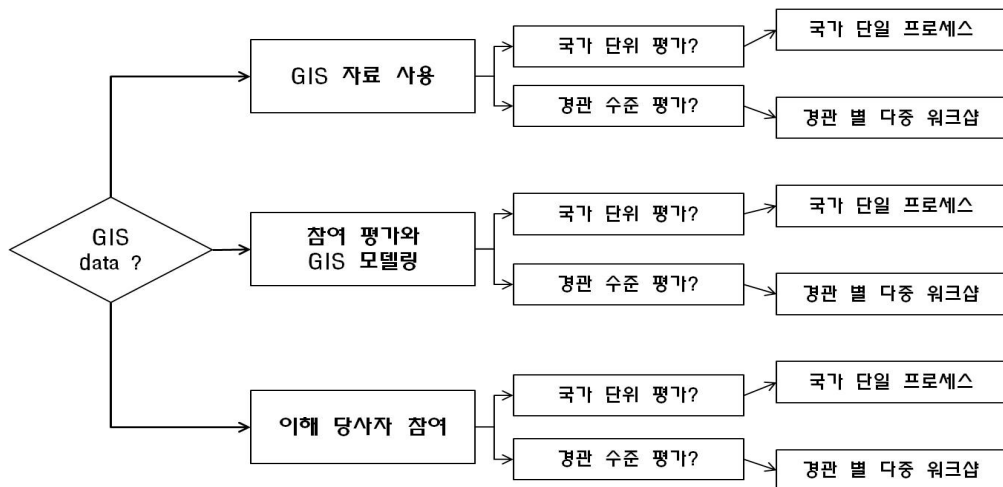 GIS
data ?
GIS 자료 사용
국가 단위 평가?
국가 단일 프로세스
경관 수준 평가?
경관 별 다중 워크샵
참여 평가와
GIS 모델링
국가 단위 평가?
국가 단일 프로세스
경관 수준 평가?
경관 별 다중 워크샵
이해 당사자 참여
국가 단위 평가?
국가 단일 프로세스
경관 수준 평가?
경관 별 다중 워크샵